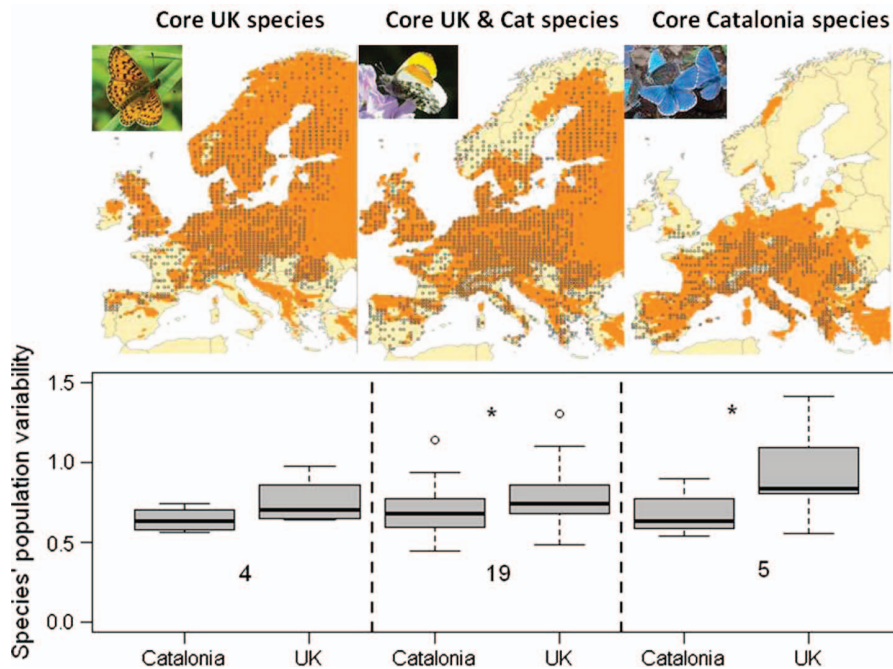 Core UK species
Core UK & Cat species
Core Catalonia species
Species' population variability
1.5
1.0
0.5
0.0
*
*
4
19
5
Catalonia
UK
Catalonia
UK
Catalonia
UK